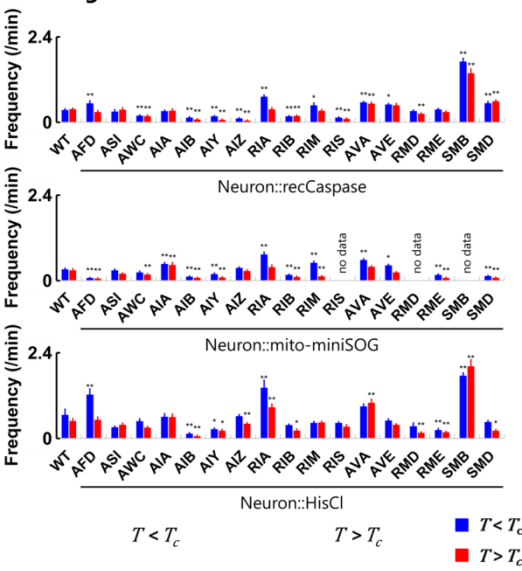 Frequency (/min)
2.4
** ** ** ** ** ** ** ** ** ** ** * ** ** ** ** * ** ** ** ** **
0
WT AFD ASI AWC AIA AIB AIY AIZ RIA RIB RIM RIS AVA AVE RMD RME SMB SMD
Neuron::recCaspase
Frequency (/min)
2.4
** ** ** ** ** ** ** ** ** ** ** ** ** ** no data ** * no data ** ** no data ** **
0
WT AFD ASI AWC AIA AIB AIY AIZ RIA RIB RIM RIS AVA AVE RMD RME SMB SMD
Neuron::mito-miniSOG
Frequency (/min)
2.4
** ** ** * * ** ** ** * ** ** ** ** ** ** *
0
WT AFD ASI AWC AIA AIB AIY AIZ RIA RIB RIM RIS AVA AVE RMD RME SMB SMD
Neuron::HisCl
T < Tc T > Tc
T < Tc
T > Tc